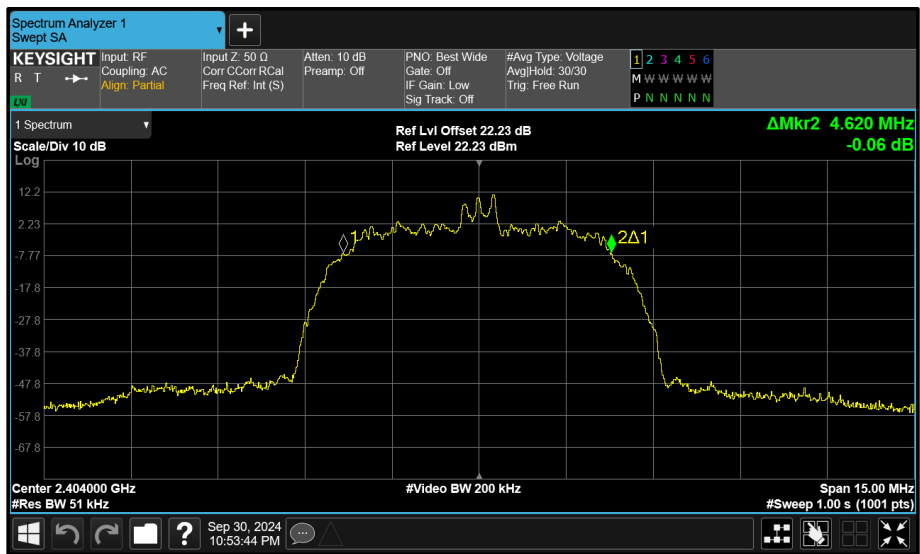 Spectrum Analyzer 1
Swept SA
KEYSIGHT
R T
LXI
Input: RF
Coupling: AC
Align: Partial
Input Z: 50 Ω
Corr CCorr RCal
Freq Ref: Int (S)
Atten: 10 dB
Preamp: Off
PNO: Best Wide
Gate: Off
IF Gain: Low
Sig Track: Off
#Avg Type: Voltage
Avg|Hold: 30/30
Trig: Free Run
1 2 3 4 5 6
M W W W W W
P N N N N N
1 Spectrum
Scale/Div 10 dB
Log
Ref Lvl Offset 22.23 dB
Ref Level 22.23 dBm
ΔMkr2 4.620 MHz
-0.06 dB
12.2
2.23
-7.77
-17.8
-27.8
-37.8
-47.8
-57.8
-67.8
1
2Δ1
Center 2.404000 GHz
#Res BW 51 kHz
#Video BW 200 kHz
Span 15.00 MHz
#Sweep 1.00 s (1001 pts)
?
Sep 30, 2024
10:53:44 PM